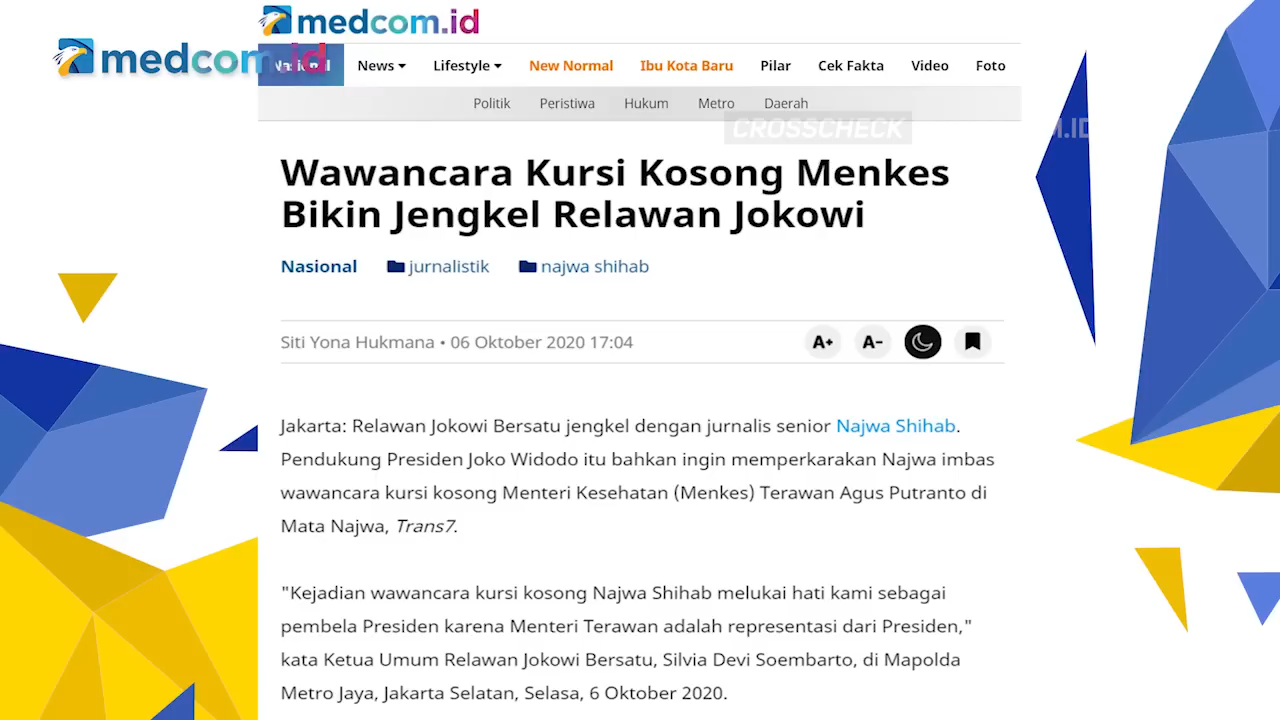 medcom.id
medcom.id
Nasional News Lifestyle New Normal Ibu Kota Baru Pilar Cek Fakta Video Foto
Politik Peristiwa Hukum Metro Daerah
CROSSCHECK
M.ID
Wawancara Kursi Kosong Menkes
Bikin Jengkel Relawan Jokowi
Nasional jurnalistik najwa shihab
Siti Yona Hukmana • 06 Oktober 2020 17:04
A+ A-
Jakarta: Relawan Jokowi Bersatu jengkel dengan jurnalis senior Najwa Shihab.
Pendukung Presiden Joko Widodo itu bahkan ingin memperkarakan Najwa imbas
wawancara kursi kosong Menteri Kesehatan (Menkes) Terawan Agus Putranto di
Mata Najwa, Trans7.
"Kejadian wawancara kursi kosong Najwa Shihab melukai hati kami sebagai
pembela Presiden karena Menteri Terawan adalah representasi dari Presiden,"
kata Ketua Umum Relawan Jokowi Bersatu, Silvia Devi Soembarto, di Mapolda
Metro Jaya, Jakarta Selatan, Selasa, 6 Oktober 2020.